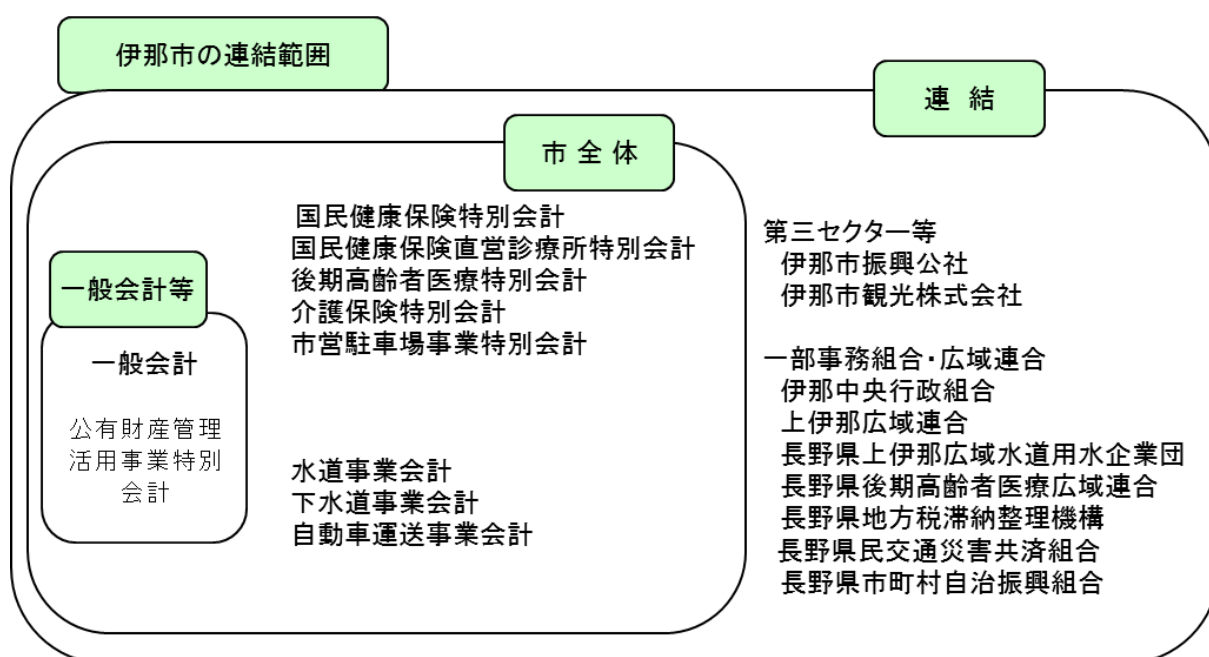 伊那市の連結範囲
連 結
市 全 体
一般会計等
一般会計
公有財産管理
活用事業特別
会計
国民健康保険特別会計
国民健康保険直営診療所特別会計
後期高齢者医療特別会計
介護保険特別会計
市営駐車場事業特別会計
水道事業会計
下水道事業会計
自動車運送事業会計
第三セクター等
伊那市振興公社
伊那市観光株式会社
一部事務組合・広域連合
伊那中央行政組合
上伊那広域連合
長野県上伊那広域水道用水企業団
長野県後期高齢者医療広域連合
長野県地方税滞納整理機構
長野県民交通災害共済組合
長野県市町村自治振興組合